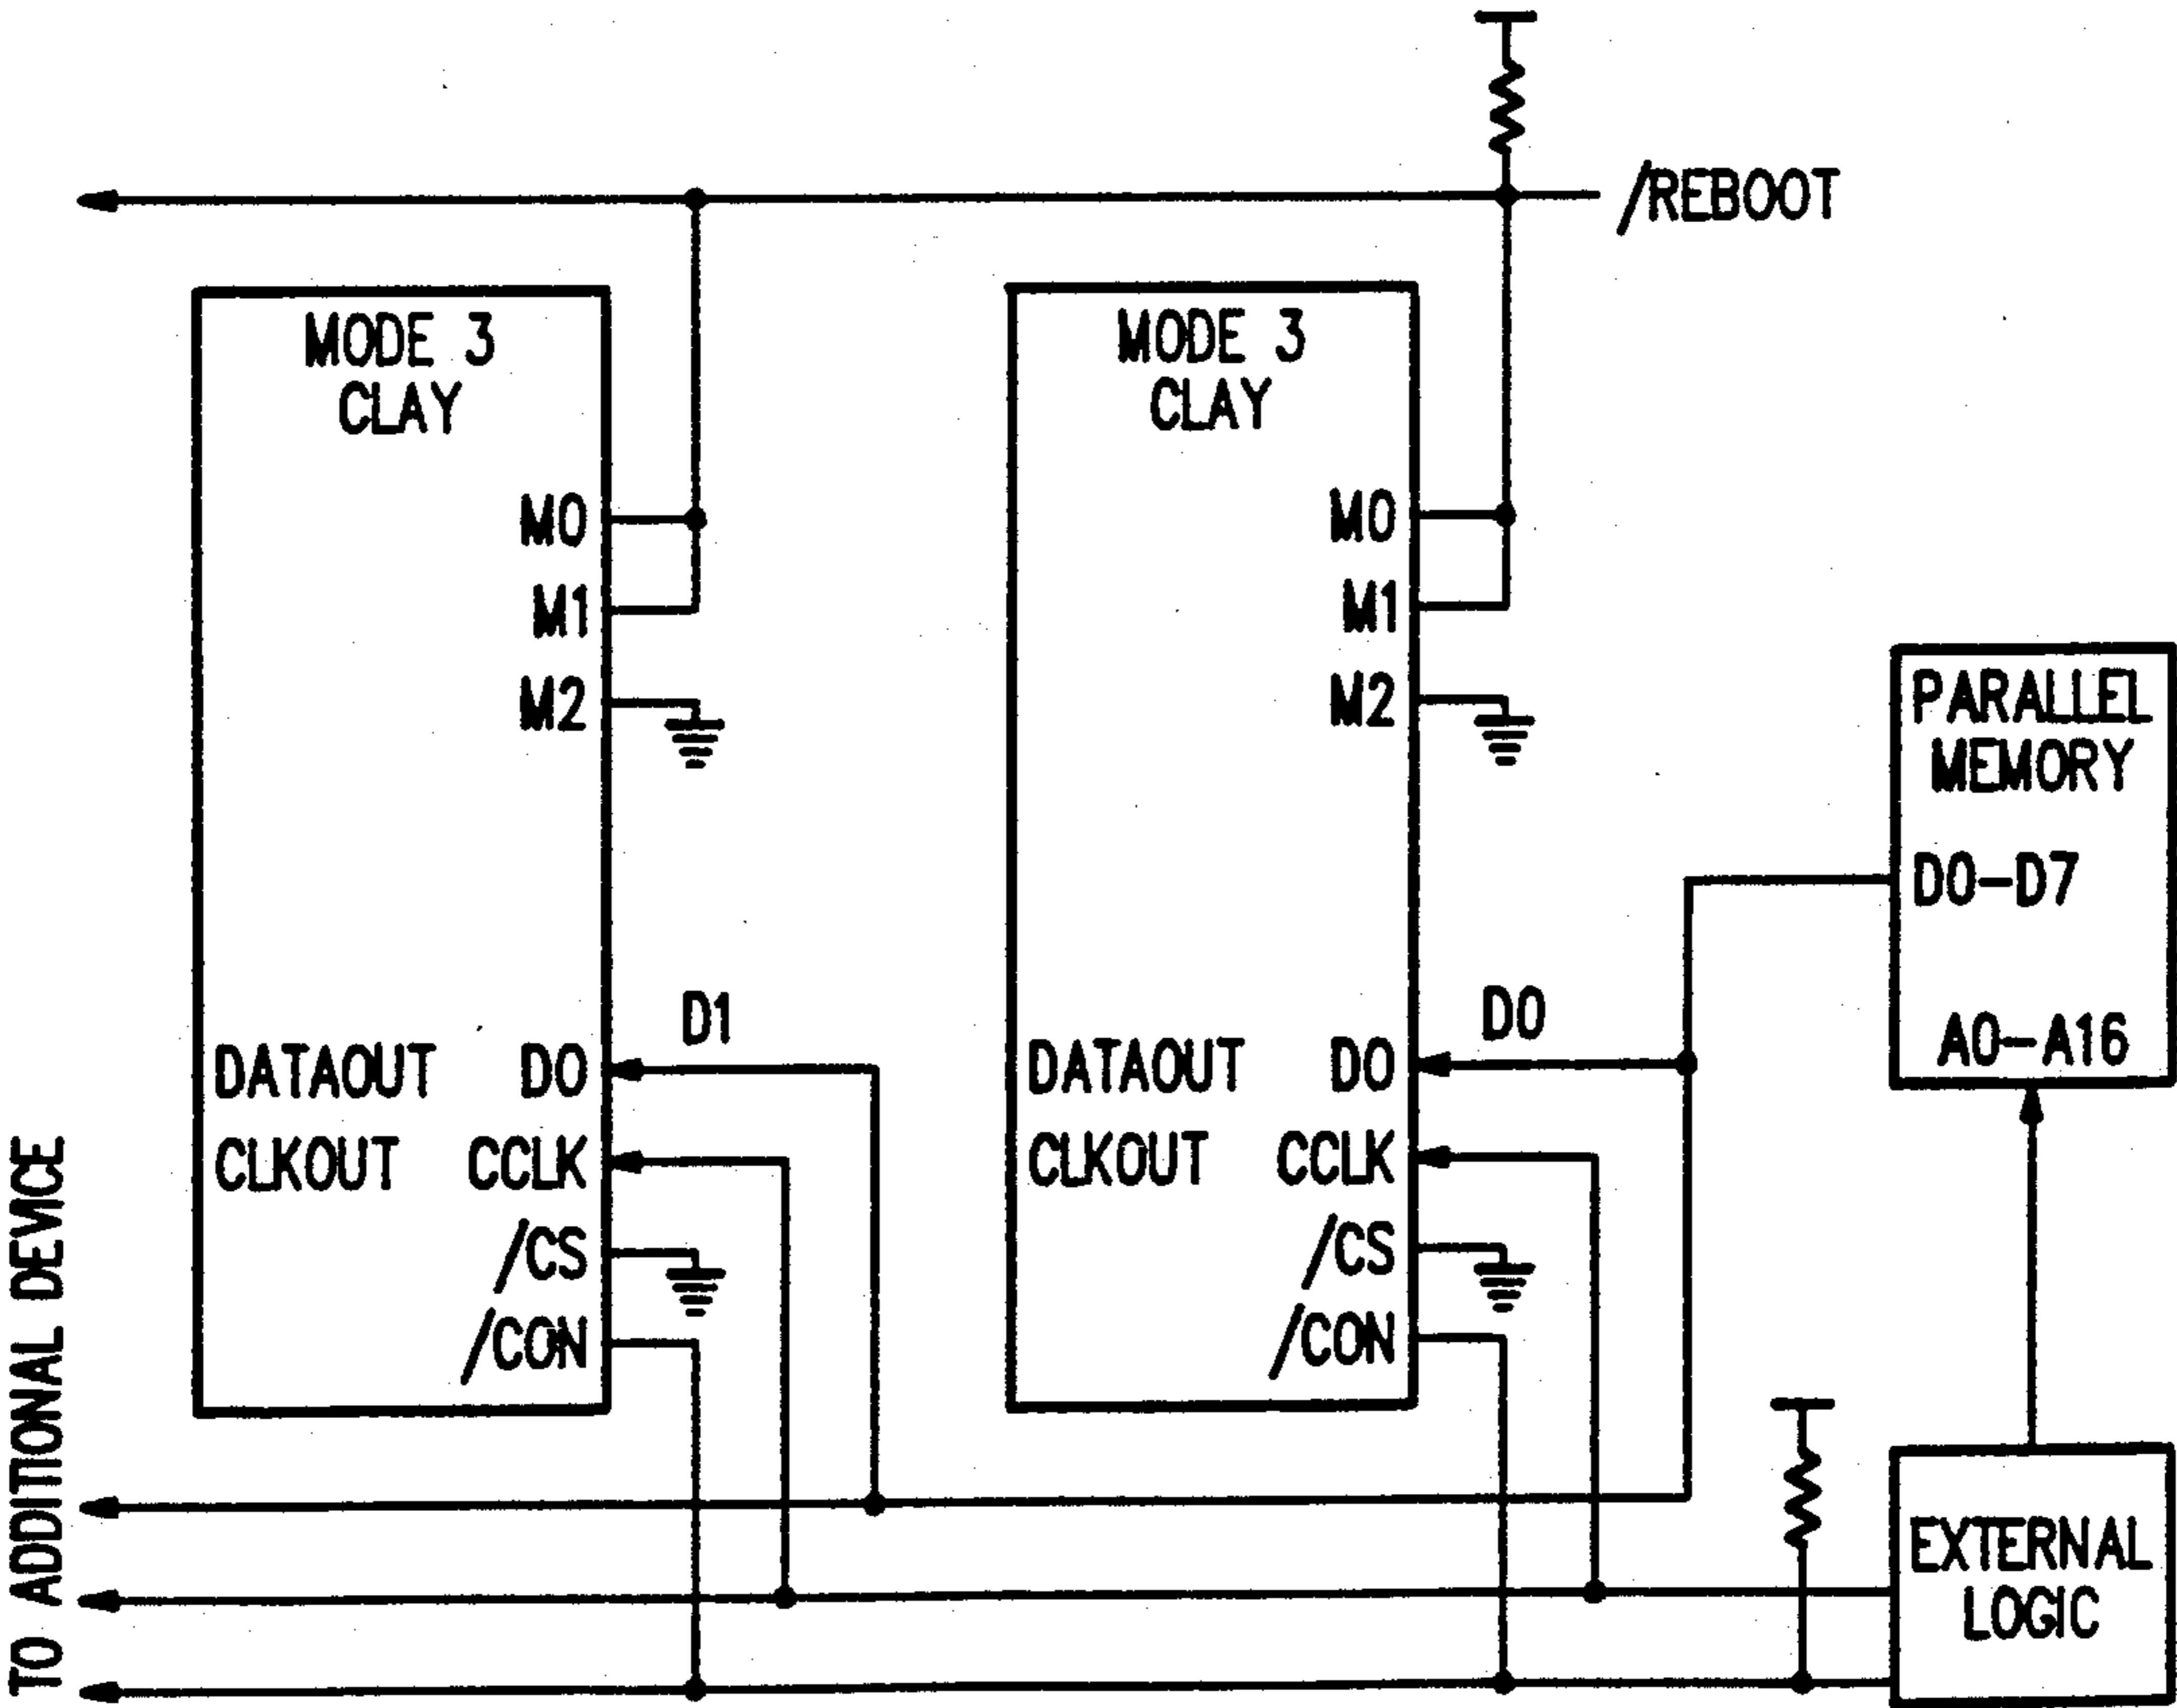 /REBOOT
MODE 3
CLAY
M0
M1
M2
D1
DATAOUT D0
CLKOUT CCLK
/CS
/CON
MODE 3
CLAY
M0
M1
M2
D0
DATAOUT D0
CLKOUT CCLK
/CS
/CON
PARALLEL
MEMORY
D0-D7
A0-A16
EXTERNAL
LOGIC
TO ADDITIONAL DEVICE